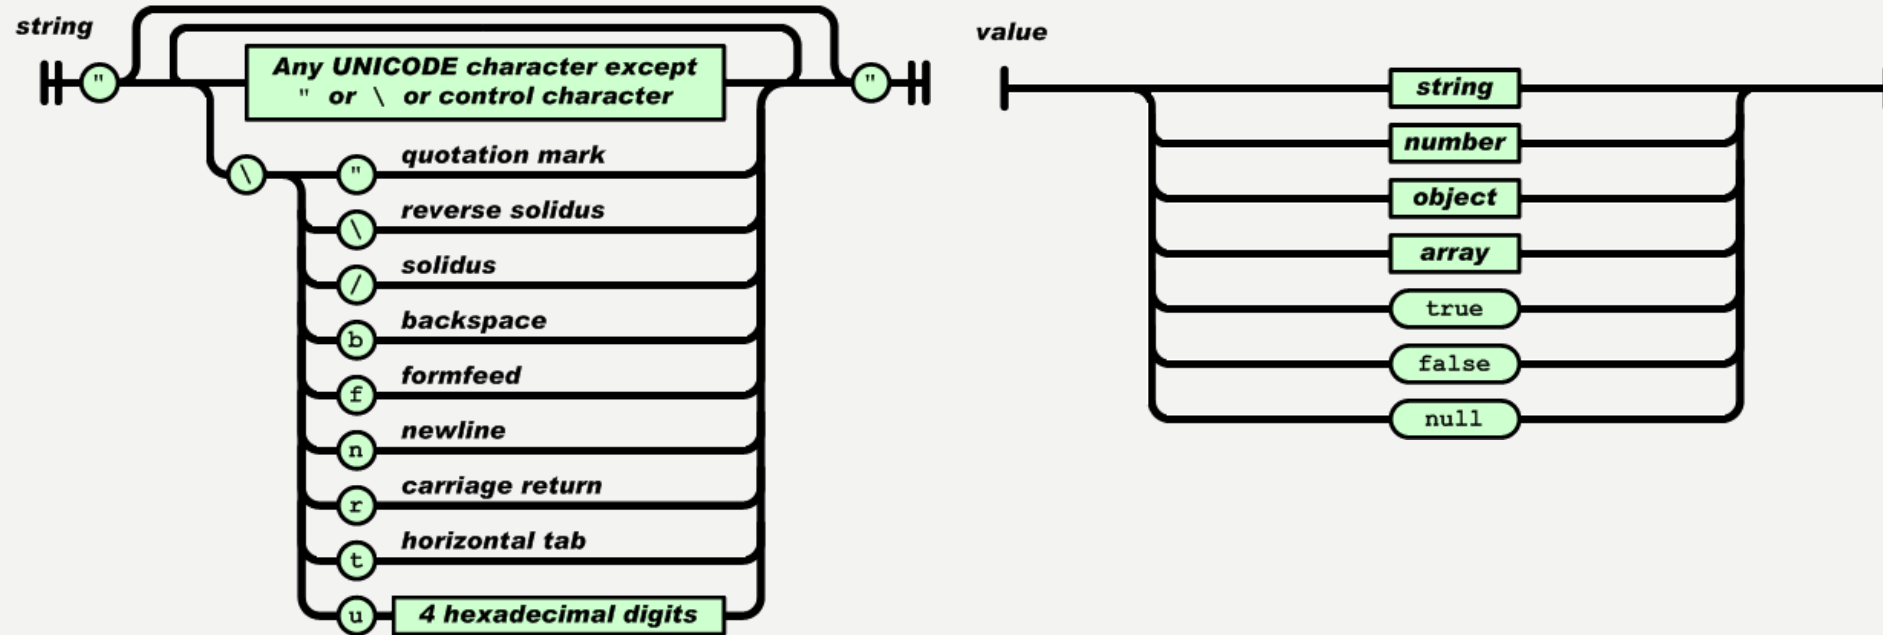 string
"
Any UNICODE character except
" or \ or control character
"
\
" quotation mark
\ reverse solidus
/ solidus
b backspace
f formfeed
n newline
r carriage return
t horizontal tab
u 4 hexadecimal digits
value
string
number
object
array
true
false
null